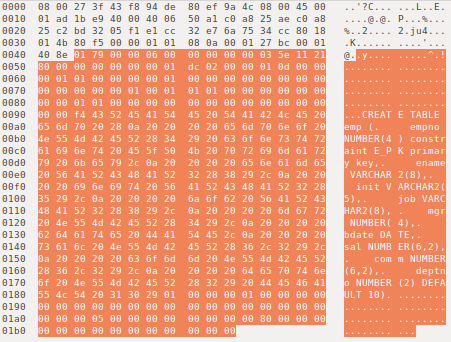 0000 08 00 27 3f 43 f8 94 de 80 ef 9a 4c 08 00 45 00 ..'?C... ...L..E.
0010 01 ad 1b e9 40 00 40 06 50 a1 c0 a8 25 ae c0 a8 ....@.@. P...%...
0020 25 c2 bd 32 05 f1 e1 cc 32 e7 6a 75 34 cc 80 18 %..2.... 2.ju4...
0030 01 4b 80 f5 00 00 01 01 08 0a 00 01 27 bc 00 01 .K...... ....'...
0040 40 8e 01 79 00 00 06 00 00 00 00 00 03 5e 11 21 @..y.... .....^.!
0050 80 00 00 00 00 00 00 01 dc 02 00 00 01 0d 00 00 ........ ........
0060 00 01 01 00 00 00 00 00 00 00 00 00 00 00 00 00 ........ ........
0070 00 00 00 00 00 01 00 01 01 00 00 00 00 00 00 00 ........ ........
0080 00 00 01 01 00 00 00 00 00 00 00 00 00 00 00 00 ........ ........
0090 00 00 f4 43 52 45 41 54 45 20 54 41 42 4c 45 20 ...CREAT E TABLE
00a0 65 6d 70 20 28 0a 20 20 20 20 65 6d 70 6e 6f 20 emp (.     empno
00b0 4e 55 4d 42 45 52 28 34 29 20 63 6f 6e 73 74 72 NUMBER(4 ) constr
00c0 61 69 6e 74 20 45 5f 50 4b 20 70 72 69 6d 61 72 aint E_P K primar
00d0 79 20 6b 65 79 2c 0a 20 20 20 20 65 6e 61 6d 65 y key,.     ename
00e0 20 56 41 52 43 48 41 52 32 28 38 29 2c 0a 20 20 VARCHAR 2(8),.
00f0 20 20 69 6e 69 74 20 56 41 52 43 48 41 52 32 28 init V ARCHAR2(
0100 35 29 2c 0a 20 20 20 20 6a 6f 62 20 56 41 52 43 5),.     job VARC
0110 48 41 52 32 28 38 29 2c 0a 20 20 20 20 6d 67 72 HAR2(8), .    mgr
0120 20 4e 55 4d 42 45 52 28 34 29 2c 0a 20 20 20 20 NUMBER( 4),.
0130 62 64 61 74 65 20 44 41 54 45 2c 0a 20 20 20 20 bdate DA TE,.
0140 73 61 6c 20 4e 55 4d 42 45 52 28 36 2c 32 29 2c sal NUMB ER(6,2),
0150 0a 20 20 20 20 63 6f 6d 6d 20 4e 55 4d 42 45 52 .    com m NUMBER
0160 28 36 2c 32 29 2c 0a 20 20 20 20 64 65 70 74 6e (6,2),.     deptn
0170 6f 20 4e 55 4d 42 45 52 28 32 29 20 44 45 46 41 o NUMBER (2) DEFA
0180 55 4c 54 20 31 30 29 01 00 00 00 01 00 00 00 00 ULT 10). ........
0190 00 00 00 00 00 00 00 00 00 00 00 00 00 00 00 00 ........ ........
01a0 00 00 00 05 00 00 00 00 00 00 00 00 80 00 00 00 ........ ........
01b0 00 00 00 00 00 00 00 00 00 00 00 ........ ...